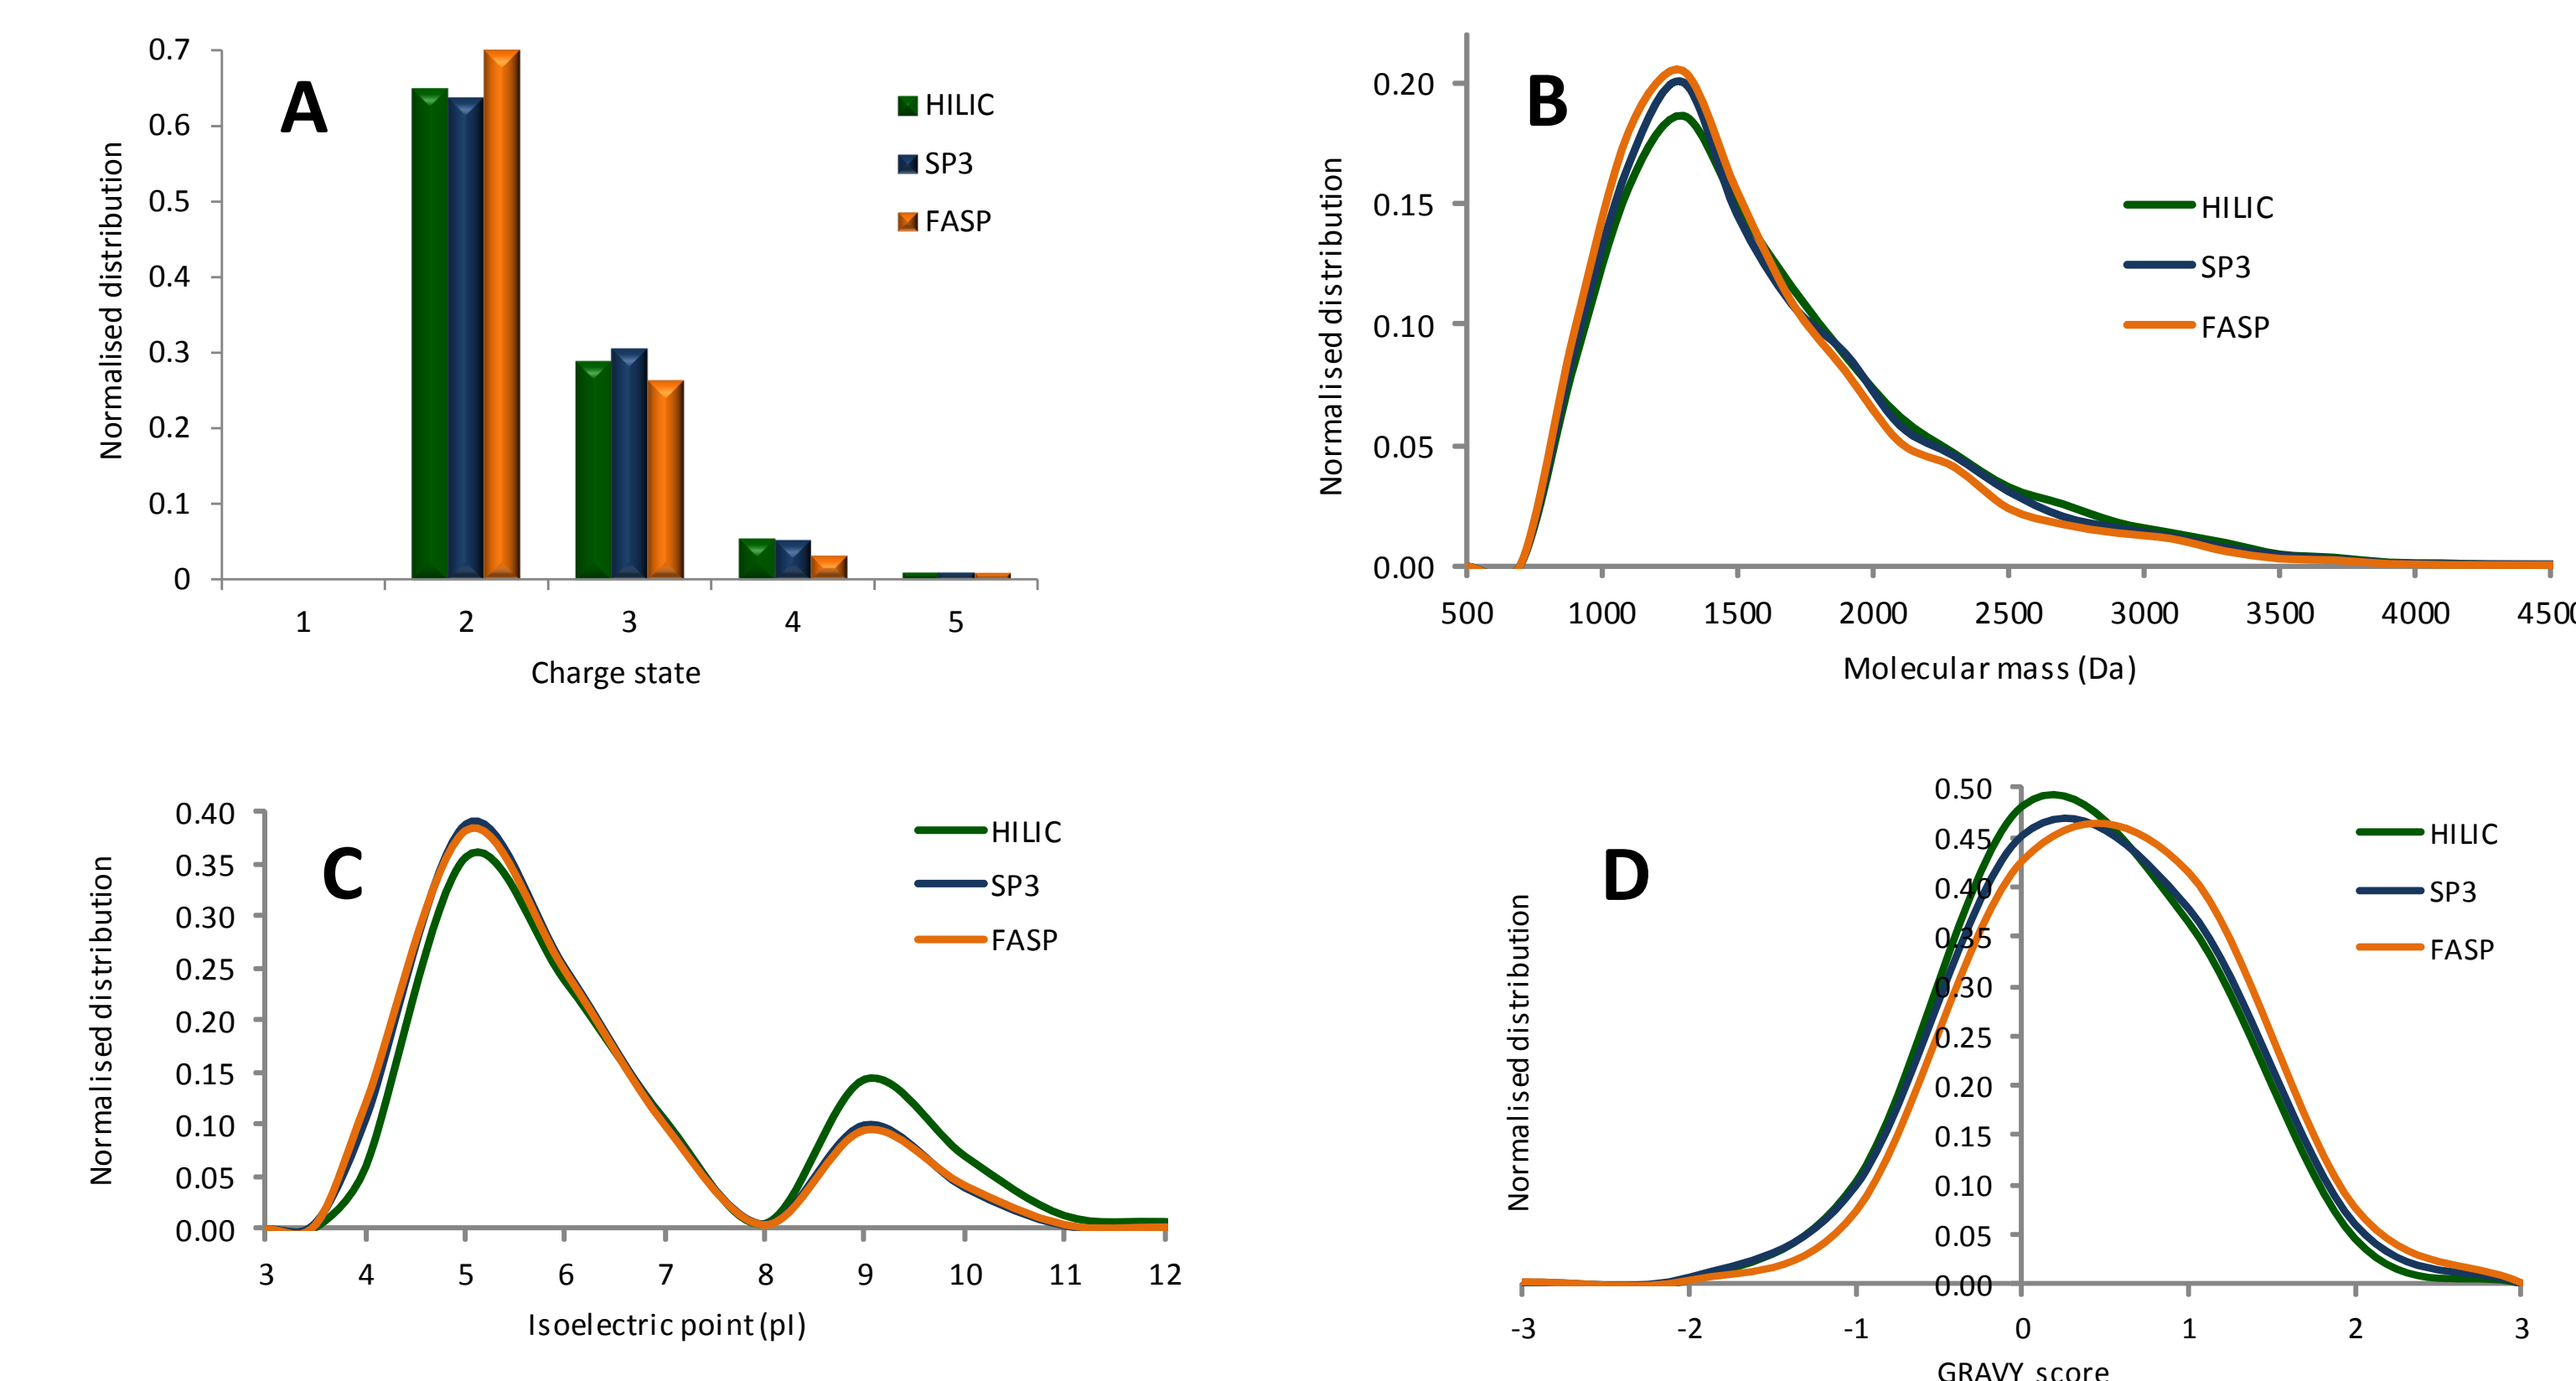 A
0.7
0.6
0.5
0.4
0.3
0.2
0.1
0
Normalised distribution
HILIC
SP3
FASP
1 2 3 4 5
Charge state
B
0.20
0.15
0.10
0.05
0.00
Normalised distribution
HILIC
SP3
FASP
500 1000 1500 2000 2500 3000 3500 4000 4500
Molecular mass (Da)
C
0.40
0.35
0.30
0.25
0.20
0.15
0.10
0.05
0.00
Normalised distribution
HILIC
SP3
FASP
3 4 5 6 7 8 9 10 11 12
Isoelectric point (pI)
D
0.50
0.45
0.40
0.35
0.30
0.25
0.20
0.15
0.10
0.05
0.00
Normalised distribution
HILIC
SP3
FASP
-3 -2 -1 0 1 2 3
GRAVY score